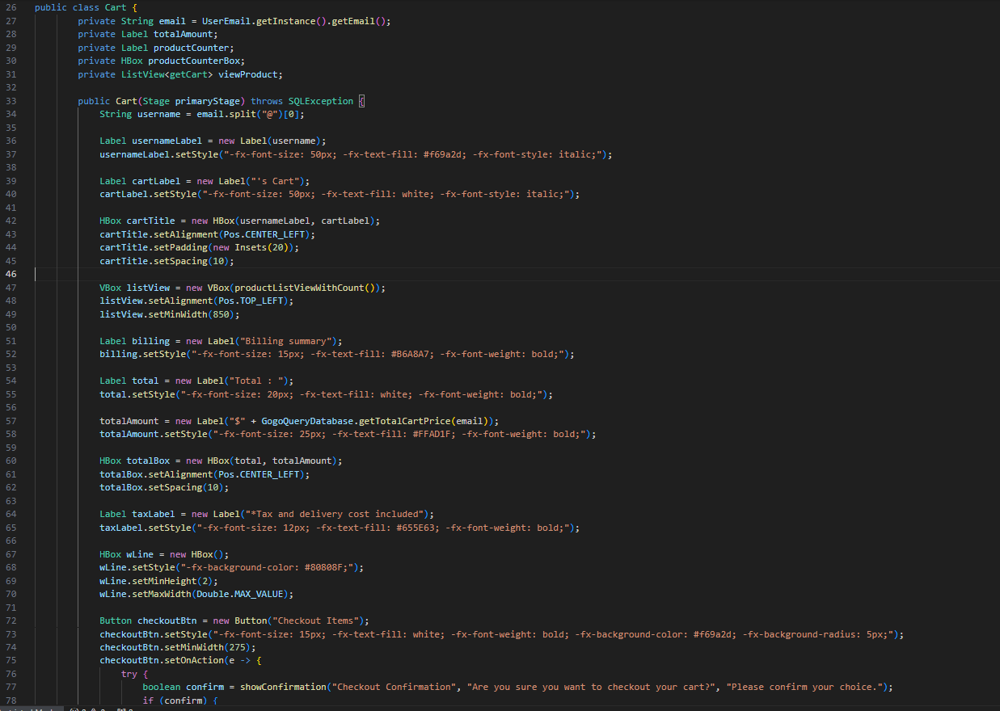 26 public class Cart {
27 private String email = UserEmail.getInstance().getEmail();
28 private Label totalAmount;
29 private Label productCounter;
30 private HBox productCounterBox;
31 private ListView<getCart> viewProduct;
32
33 public Cart(Stage primaryStage) throws SQLException {
34 String username = email.split("@")[0];
35
36 Label usernameLabel = new Label(username);
37 usernameLabel.setStyle("-fx-font-size: 50px; -fx-text-fill: #f69a2d; -fx-font-style: italic;");
38
39 Label cartLabel = new Label("'s Cart");
40 cartLabel.setStyle("-fx-font-size: 50px; -fx-text-fill: white; -fx-font-style: italic;");
41
42 HBox cartTitle = new HBox(usernameLabel, cartLabel);
43 cartTitle.setAlignment(Pos.CENTER_LEFT);
44 cartTitle.setPadding(new Insets(20));
45 cartTitle.setSpacing(10);
46
47 VBox listView = new VBox(productListViewWithCount());
48 listView.setAlignment(Pos.TOP_LEFT);
49 listView.setMinWidth(850);
50
51 Label billing = new Label("Billing summary");
52 billing.setStyle("-fx-font-size: 15px; -fx-text-fill: #B6A8A7; -fx-font-weight: bold;");
53
54 Label total = new Label("Total : ");
55 total.setStyle("-fx-font-size: 20px; -fx-text-fill: white; -fx-font-weight: bold;");
56
57 totalAmount = new Label("$" + GogoQueryDatabase.getTotalCartPrice(email));
58 totalAmount.setStyle("-fx-font-size: 25px; -fx-text-fill: #FFAD1F; -fx-font-weight: bold;");
59
60 HBox totalBox = new HBox(total, totalAmount);
61 totalBox.setAlignment(Pos.CENTER_LEFT);
62 totalBox.setSpacing(10);
63
64 Label taxLabel = new Label("*Tax and delivery cost included");
65 taxLabel.setStyle("-fx-font-size: 12px; -fx-text-fill: #655E63; -fx-font-weight: bold;");
66
67 HBox wLine = new HBox();
68 wLine.setStyle("-fx-background-color: #80808F;");
69 wLine.setMinHeight(2);
70 wLine.setMaxWidth(Double.MAX_VALUE);
71
72 Button checkoutBtn = new Button("Checkout Items");
73 checkoutBtn.setStyle("-fx-font-size: 15px; -fx-text-fill: white; -fx-font-weight: bold; -fx-background-color: #f69a2d; -fx-background-radius: 5px;");
74 checkoutBtn.setMinWidth(275);
75 checkoutBtn.setOnAction(e -> {
76 try {
77 boolean confirm = showConfirmation("Checkout Confirmation", "Are you sure you want to checkout your cart?", "Please confirm your choice.");
78 if (confirm) {